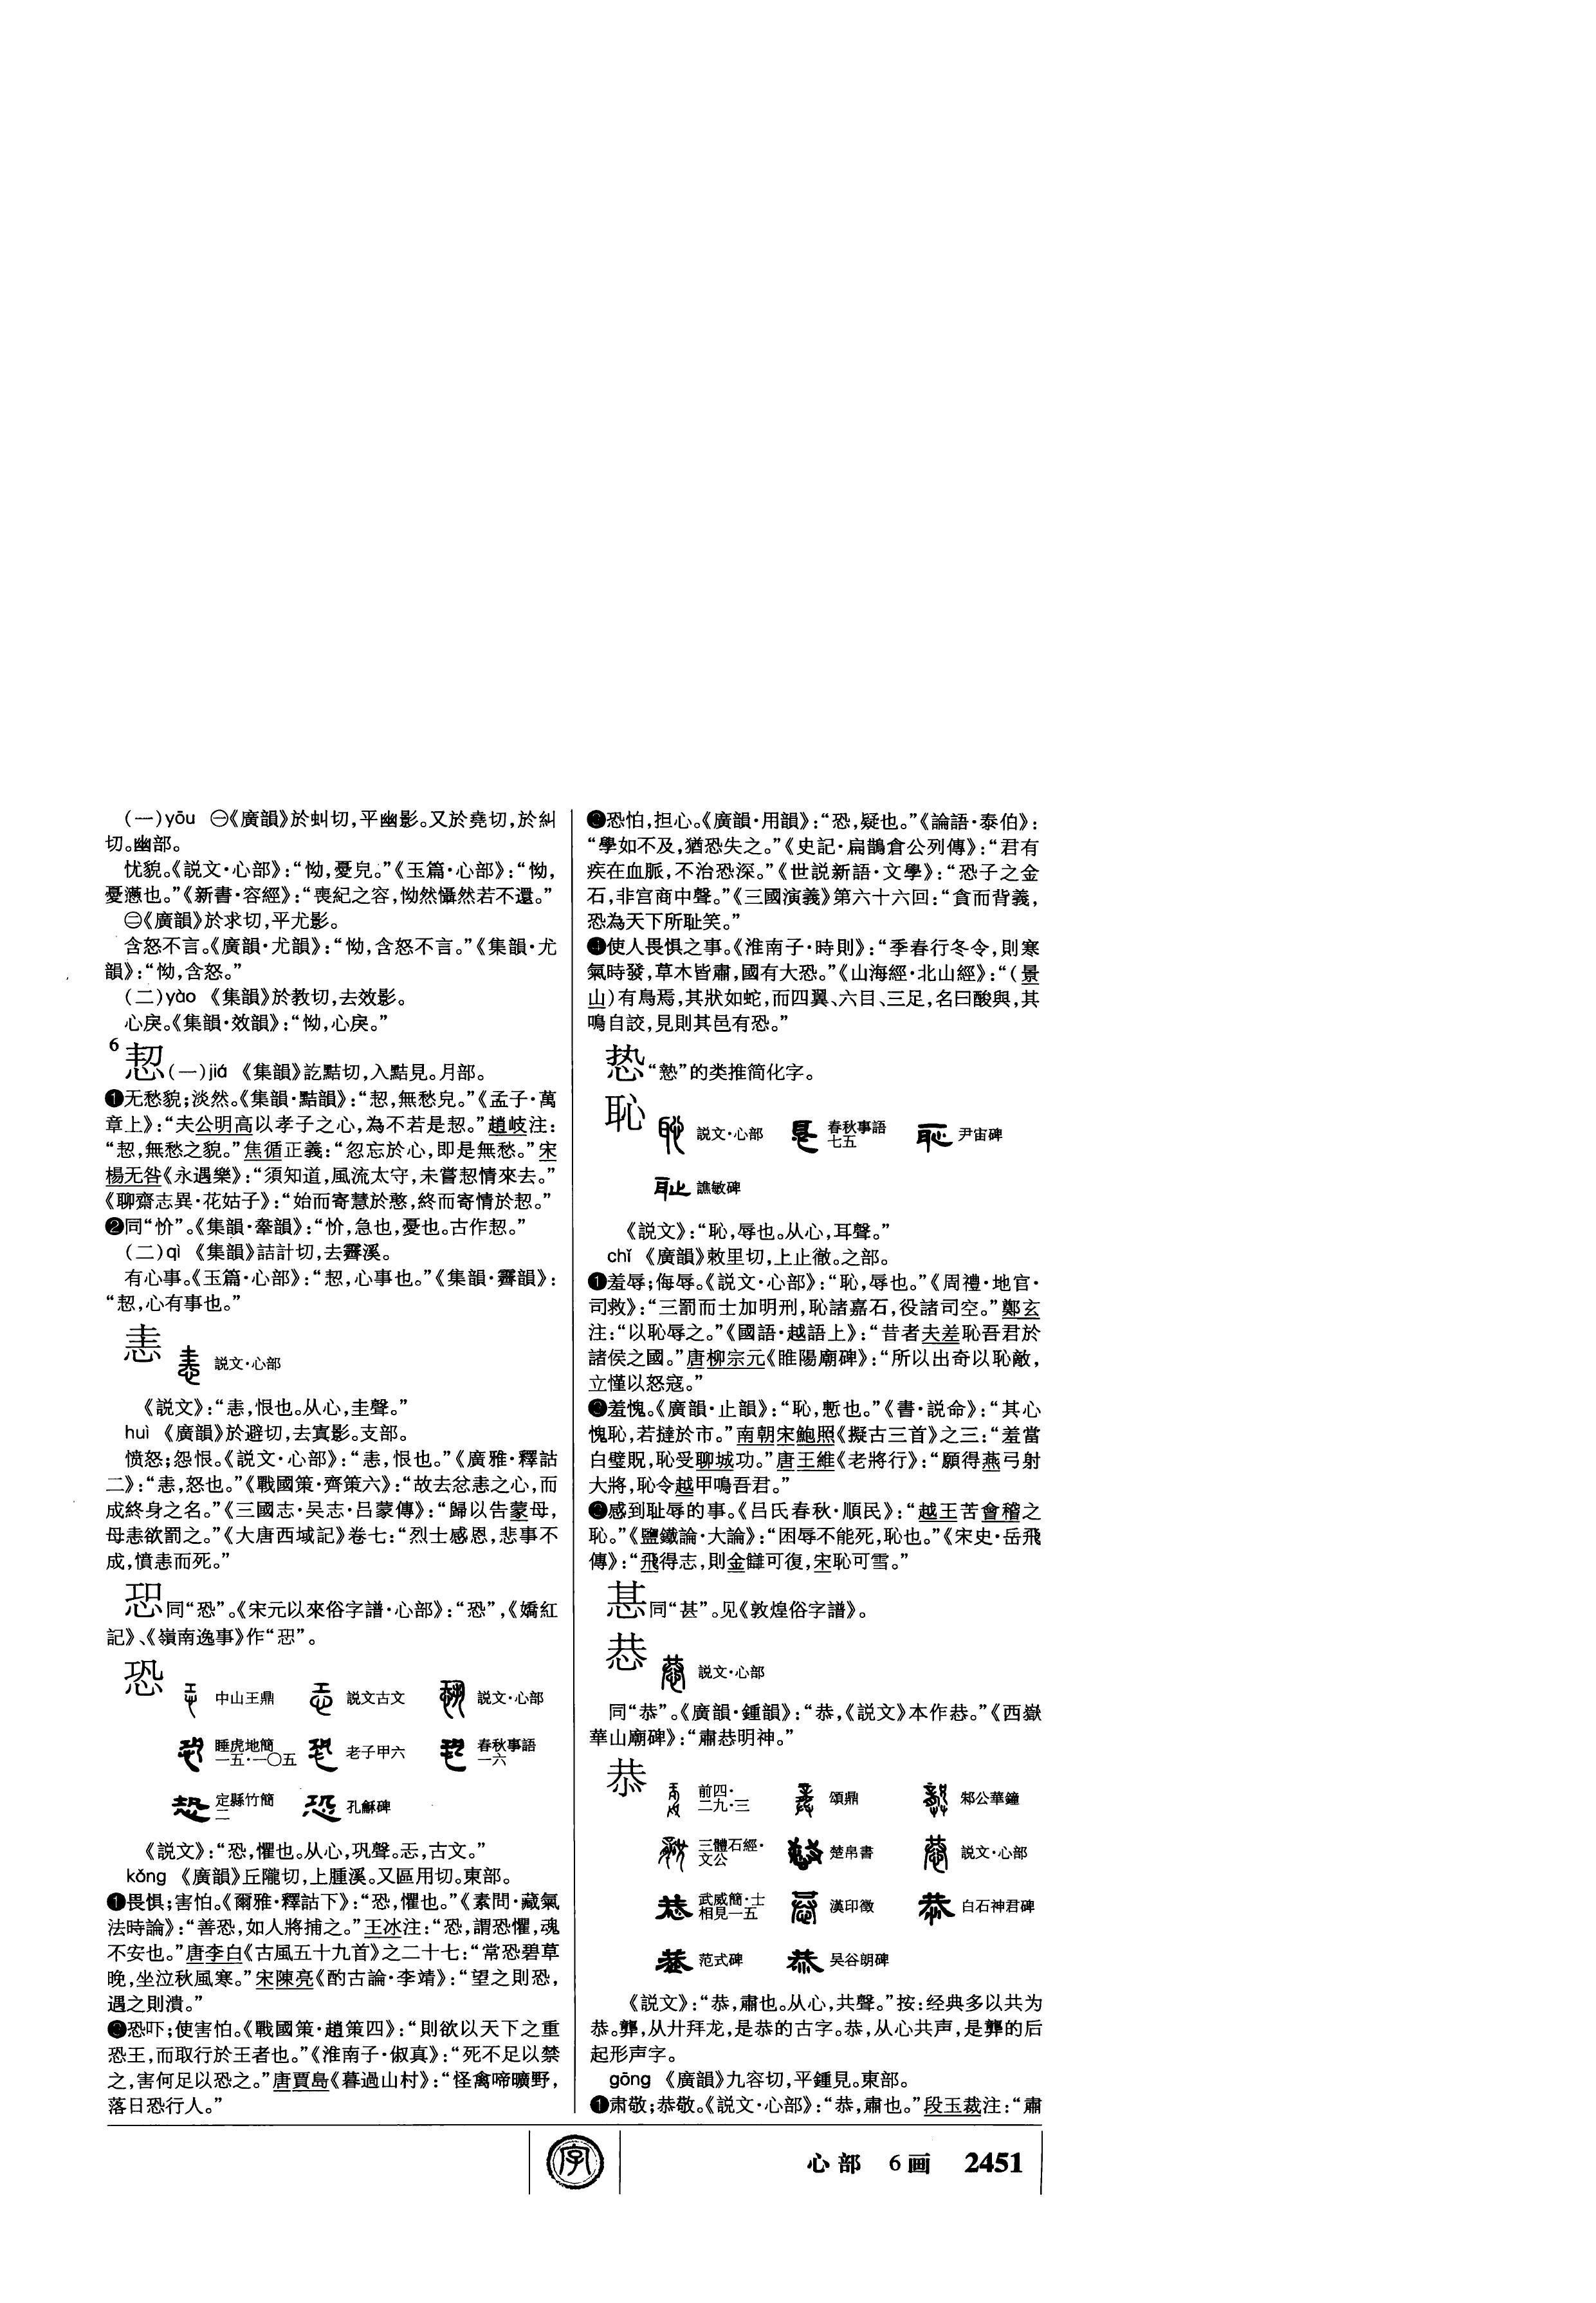 (一)yōu ㊀《廣韻》於虯切,平幽影。又於堯切,於糾
切。幽部。
忧貌。《説文·心部》:“怮,憂皃。”《玉篇·心部》:“怮,
憂懣也。”《新書·容經》:“喪紀之容,怮然懾然若不還。”
㊁《廣韻》於求切,平尤影。
含怒不言。《廣韻·尤韻》:“怮,含怒不言。”《集韻·尤
韻》:“怮,含怒。”
(二)yào 《集韻》於教切,去效影。
心戾。《集韻·效韻》:“怮,心戾。”
6
恝(一)jiá 《集韻》訖黠切,入黠見。月部。
❶无愁貌;淡然。《集韻·黠韻》:“恝,無愁皃。”《孟子·萬
章上》:“夫公明高以孝子之心,為不若是恝。”趙岐注:
“恝,無愁之貌。”焦循正義:“忽忘於心,即是無愁。”宋
楊无咎《永遇樂》:“須知道,風流太守,未嘗恝情來去。”
《聊齋志異·花姑子》:“始而寄慧於憨,終而寄情於恝。”
❷同“忦”。《集韻·舝韻》:“忦,急也,憂也。古作恝。”
(二)qì 《集韻》詰計切,去霽溪。
有心事。《玉篇·心部》:“恝,心事也。”《集韻·霽韻》:
“恝,心有事也。”
恚 説文·心部
《説文》:“恚,恨也。从心,圭聲。”
huì 《廣韻》於避切,去寘影。支部。
愤怒;怨恨。《説文·心部》:“恚,恨也。”《廣雅·釋詁
二》:“恚,怒也。”《戰國策·齊策六》:“故去忿恚之心,而
成終身之名。”《三國志·吴志·吕蒙傳》:“歸以告蒙母,
母恚欲罰之。”《大唐西域記》卷七:“烈士感恩,悲事不
成,憤恚而死。”
同“恐”。《宋元以來俗字譜·心部》:“恐”,《嬌紅
記》、《嶺南逸事》作“ ”。
恐 中山王鼎 説文古文 説文·心部
睡虎地簡一五·一〇五 老子甲六 春秋事語一六
定縣竹簡二 孔龢碑
《説文》:“恐,懼也。从心,巩聲。㤨,古文。”
kǒng 《廣韻》丘隴切,上腫溪。又區用切。東部。
❶畏惧;害怕。《爾雅·釋詁下》:“恐,懼也。”《素問·藏氣
法時論》:“善恐,如人將捕之。”王冰注:“恐,謂恐懼,魂
不安也。”唐李白《古風五十九首》之二十七:“常恐碧草
晚,坐泣秋風寒。”宋陳亮《酌古論·李靖》:“望之則恐,
遇之則潰。”
❷恐吓;使害怕。《戰國策·趙策四》:“則欲以天下之重
恐王,而取行於王者也。”《淮南子·俶真》:“死不足以禁
之,害何足以恐之。”唐賈島《暮過山村》:“怪禽啼曠野,
落日恐行人。”
❸恐怕,担心。《廣韻·用韻》:“恐,疑也。”《論語·泰伯》:
“學如不及,猶恐失之。”《史記·扁鵲倉公列傳》:“君有
疾在血脈,不治恐深。”《世説新語·文學》:“恐子之金
石,非宫商中聲。”《三國演義》第六十六回:“貪而背義,
恐為天下所耻笑。”
❹使人畏惧之事。《淮南子·時則》:“季春行冬令,則寒
氣時發,草木皆肅,國有大恐。”《山海經·北山經》:“(景
山)有鳥焉,其狀如蛇,而四翼、六目、三足,名曰酸與,其
鳴自詨,見則其邑有恐。”
“慹”的类推简化字。
恥 説文·心部 春秋事語七五 尹宙碑
譙敏碑
《説文》:“恥,辱也。从心,耳聲。”
chǐ 《廣韻》敕里切,上止徹。之部。
❶羞辱;侮辱。《説文·心部》:“恥,辱也。”《周禮·地官·
司救》:“三罰而士加明刑,恥諸嘉石,役諸司空。”鄭玄
注:“以恥辱之。”《國語·越語上》:“昔者夫差恥吾君於
諸侯之國。”唐柳宗元《睢陽廟碑》:“所以出奇以恥敵,
立懂以怒寇。”
❷羞愧。《廣韻·止韻》:“恥,慙也。”《書·説命》:“其心
愧恥,若撻於市。”南朝宋鮑照《擬古三首》之三:“羞當
白璧貺,恥受聊城功。”唐王維《老將行》:“願得燕弓射
大將,恥令越甲鳴吾君。”
❸感到耻辱的事。《吕氏春秋·順民》:“越王苦會稽之
恥。”《鹽鐵論·大論》:“困辱不能死,恥也。”《宋史·岳飛
傳》:“飛得志,則金讎可復,宋恥可雪。”
同“甚”。见《敦煌俗字譜》。
㳟 説文·心部
同“恭”。《廣韻·鍾韻》:“恭,《説文》本作㳟。”《西嶽
華山廟碑》:“肅㳟明神。”
恭 前四·二九·三 頌鼎 邾公華鐘
三體石經·文公 楚帛書 説文·心部
武威簡·士相見一五 漢印徵 白石神君碑
范式碑 吴谷朗碑
《説文》:“恭,肅也。从心,共聲。”按:经典多以共为
恭。龏,从廾拜龙,是恭的古字。恭,从心共声,是龏的后
起形声字。
gōng 《廣韻》九容切,平鍾見。東部。
❶肃敬;恭敬。《説文·心部》:“恭,肅也。”段玉裁注:“肅
字
心部 6画 2451